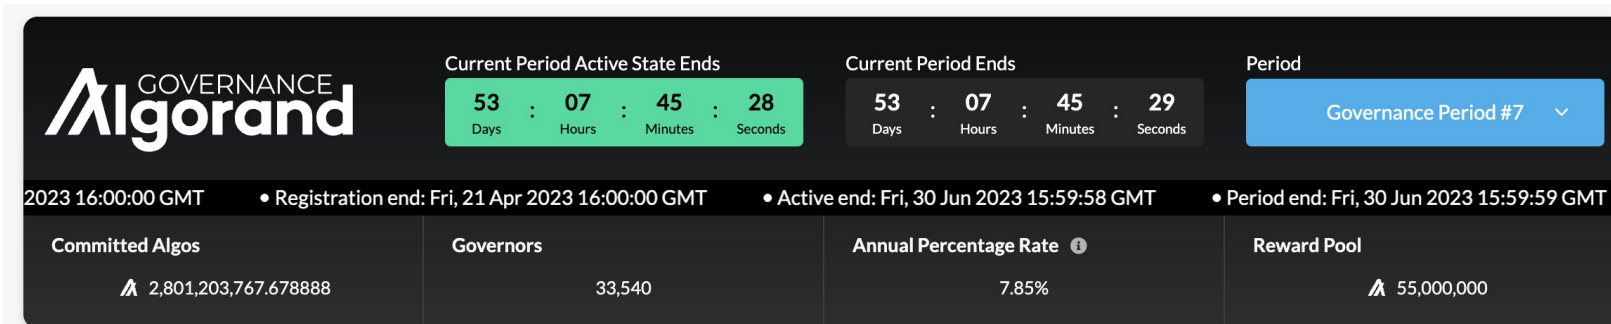 GOVERNANCE
Algorand
Current Period Active State Ends
53 : 07 : 45 : 28
Days Hours Minutes Seconds
Current Period Ends
53 : 07 : 45 : 29
Days Hours Minutes Seconds
Period
Governance Period #7
2023 16:00:00 GMT • Registration end: Fri, 21 Apr 2023 16:00:00 GMT • Active end: Fri, 30 Jun 2023 15:59:58 GMT • Period end: Fri, 30 Jun 2023 15:59:59 GMT
Committed Algos
2,801,203,767.678888
Governors
33,540
Annual Percentage Rate
7.85%
Reward Pool
55,000,000